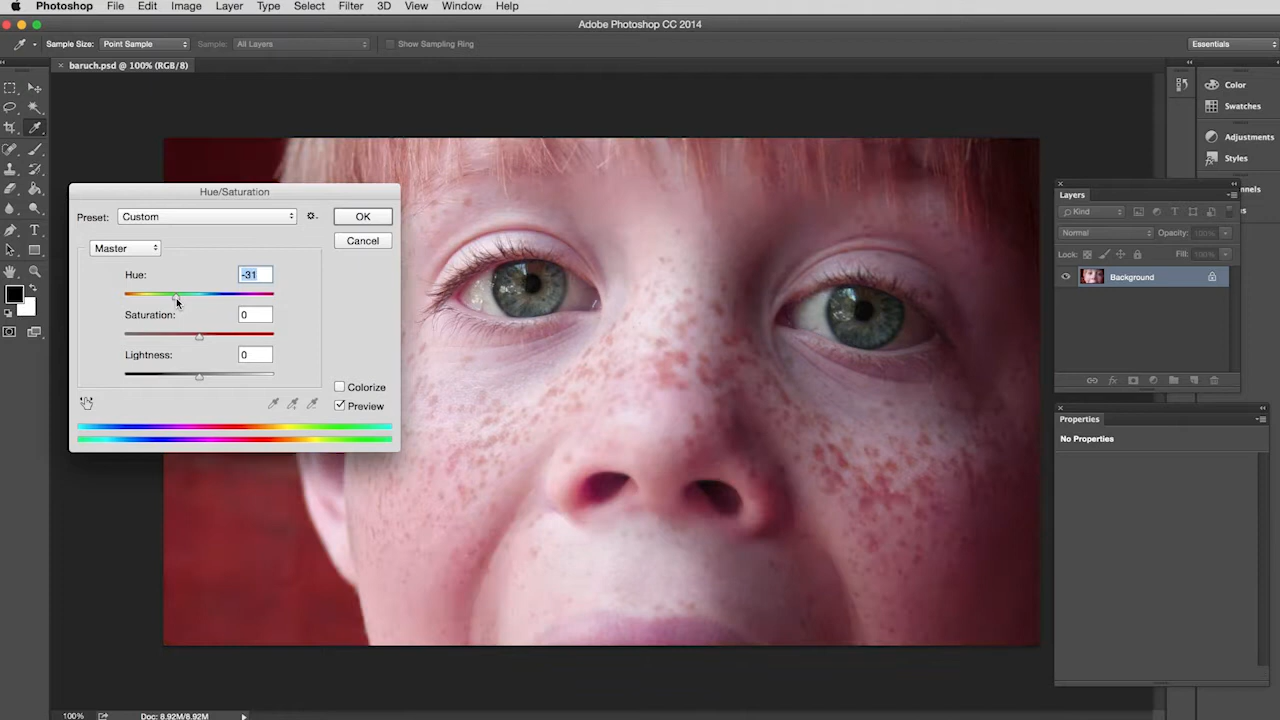 Photoshop File Edit Image Layer Type Select Filter 3D View Window Help
Adobe Photoshop CC 2014
Sample Size: Point Sample Sample: All Layers Show Sampling Ring Essentials
baruch.psd @ 100% (RGB/8)
Color
Swatches
Adjustments
Styles
Hue/Saturation
Preset: Custom OK
Cancel
Master
Hue: -31
Saturation: 0
Lightness: 0
Colorize
Preview
Layers
Kind
Normal Opacity: 100%
Lock: Fill: 100%
Background
Properties
No Properties
100% Doc: 8.92M/8.92M